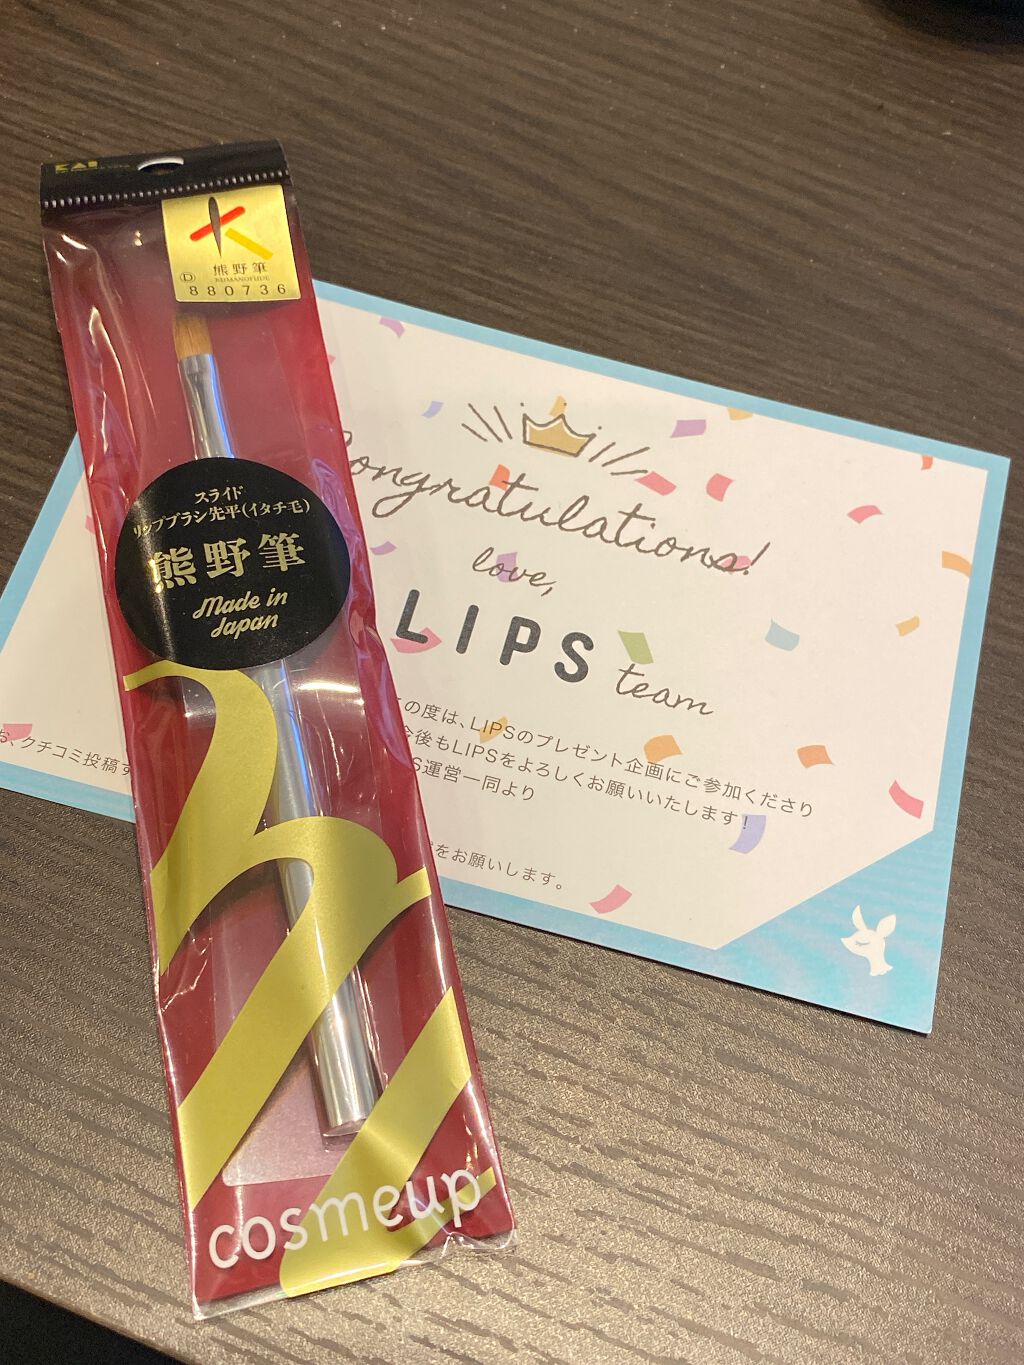 KAI
熊野筆
KUMANOFUDE
D 880736
スライド
リップブラシ先平(イタチ毛)
熊野筆
Made in
Japan
cosmeup
Congratulations!
love,
LIPS
team
の度は、LIPSのプレゼント企画にご参加くださり
今後もLIPSをよろしくお願いいたします!
運営一同より
お、クチコミ投稿す
をお願いします。